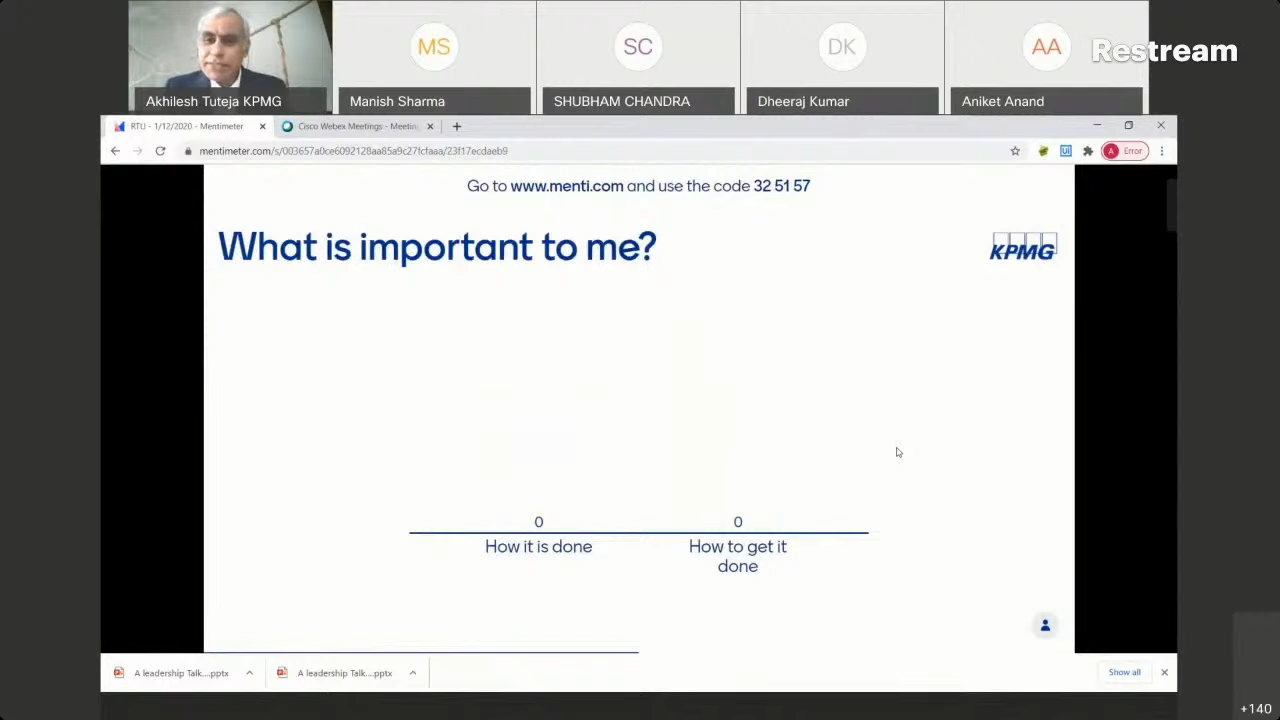 MS
SC
DK
AA
Restream
Akhilesh Tuteja KPMG
Manish Sharma
SHUBHAM CHANDRA
Dheeraj Kumar
Aniket Anand
RTU - 1/12/2020 - Mentimeter
Cisco Webex Meetings - Meetin
mentimeter.com/s/003657a0ce6092128aa85a9c27fcfaaa/23f17ecdaeb9
A
Error
Go to www.menti.com and use the code 32 51 57
What is important to me?
KPMG
0
0
How it is done
How to get it
done
A leadership Talk....pptx
A leadership Talk....pptx
Show all
+140